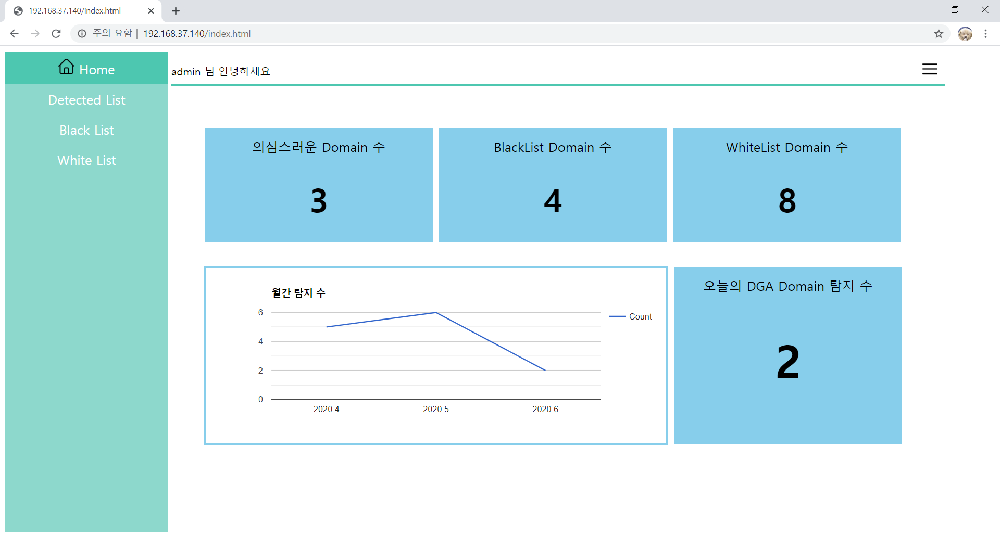 192.168.37.140/index.html
주의 요함 | 192.168.37.140/index.html
Home
Detected List
Black List
White List
admin 님 안녕하세요
의심스러운 Domain 수
3
BlackList Domain 수
4
WhiteList Domain 수
8
월간 탐지 수
6
4
2
0
2020.4
2020.5
2020.6
Count
오늘의 DGA Domain 탐지 수
2